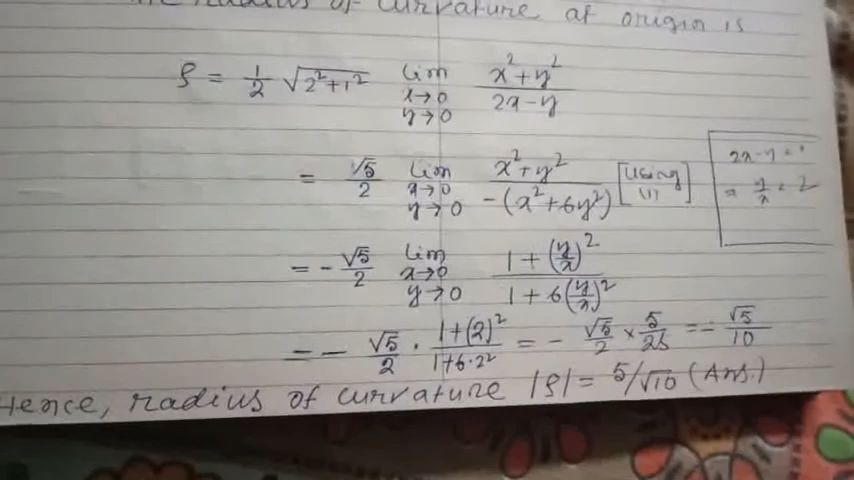 radius of curvature at origin is
ρ = 1/2 √(2²+1²) lim x→0 y→0 (x²+y²)/(2x-y)
= √5/2 lim x→0 y→0 (x²+y²)/(-(x²+6y²)) [using (1)]
2x-y=0
= y/x = 2
= -√5/2 lim x→0 y→0 (1+(y/x)²)/(1+6(y/x)²)
= - √5/2 · (1+(2)²)/(1+6·2²) = - √5/2 × 5/25 = - √5/10
Hence, radius of curvature |ρ| = 5/√10 (Ans.)